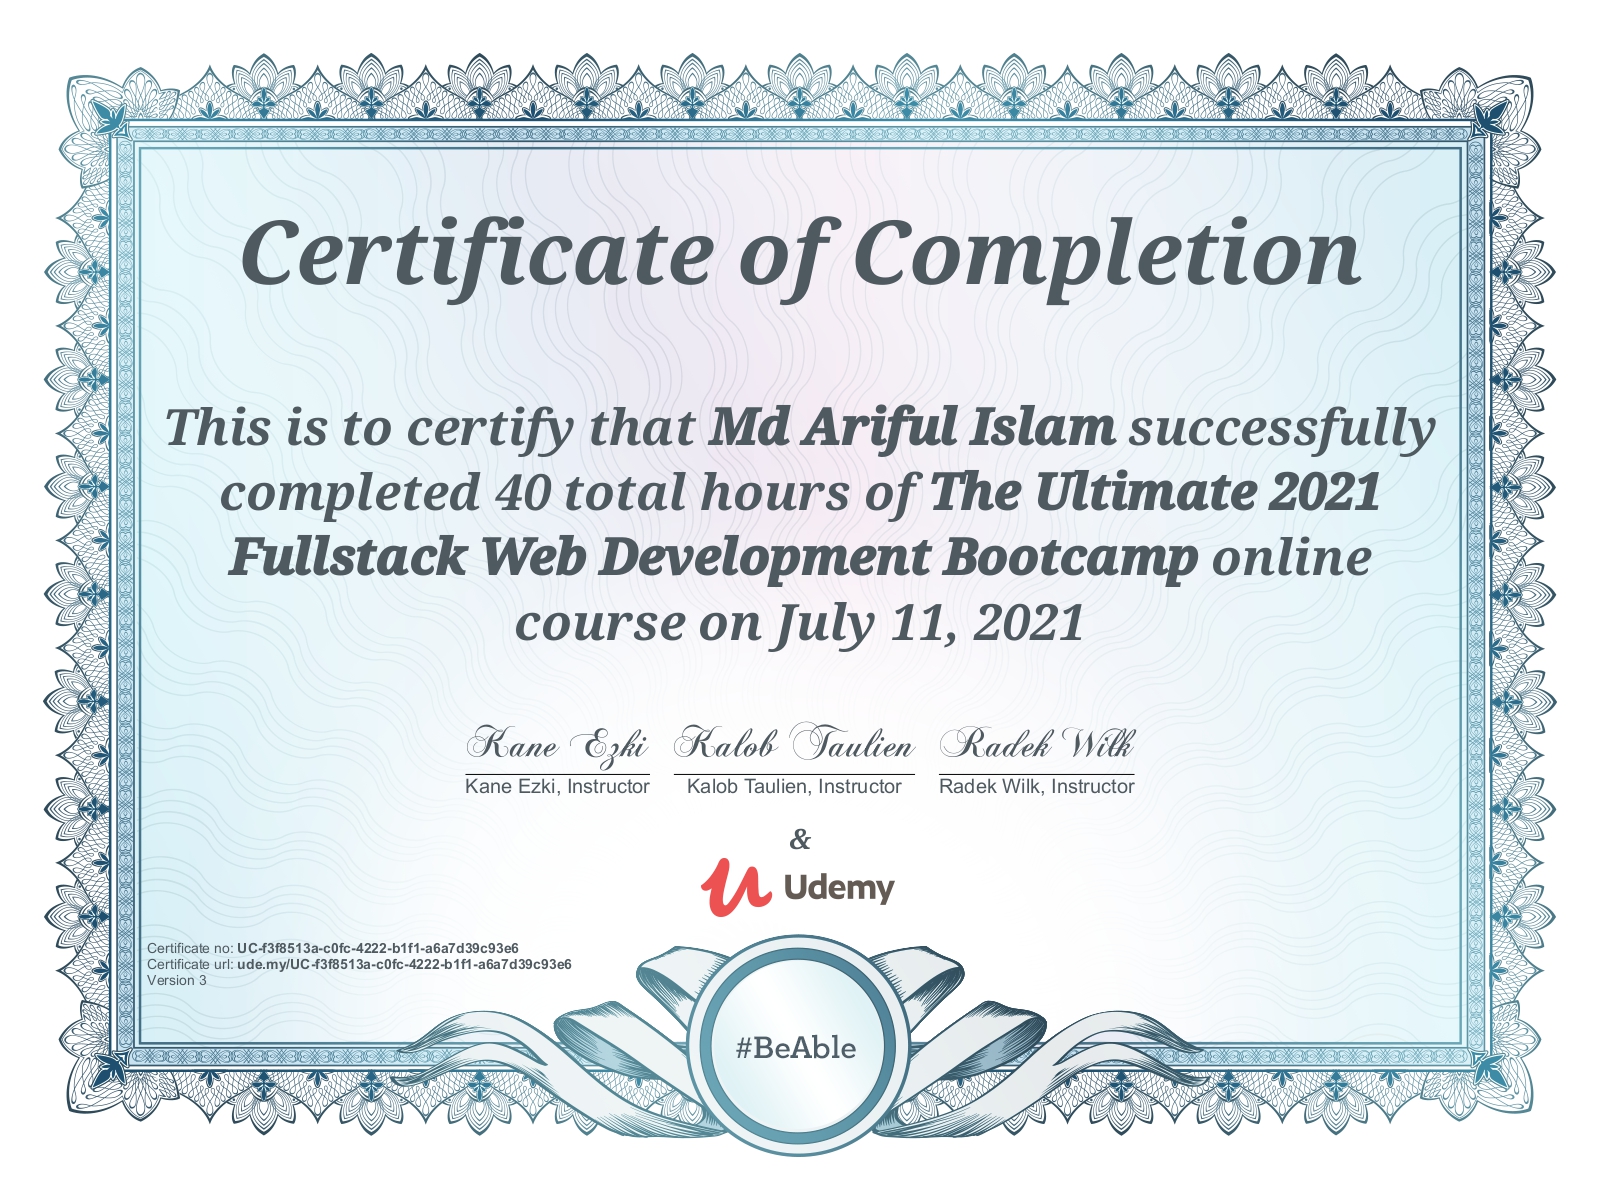 Certificate of Completion
This is to certify that Md Ariful Islam successfully
completed 40 total hours of The Ultimate 2021
Fullstack Web Development Bootcamp online
course on July 11, 2021
Kane Ezki Kalob Taulien Radek Wilk
Kane Ezki, Instructor Kalob Taulien, Instructor Radek Wilk, Instructor
&
Udemy
Certificate no: UC-f3f8513a-c0fc-4222-b1f1-a6a7d39c93e6
Certificate url: ude.my/UC-f3f8513a-c0fc-4222-b1f1-a6a7d39c93e6
Version 3
#BeAble